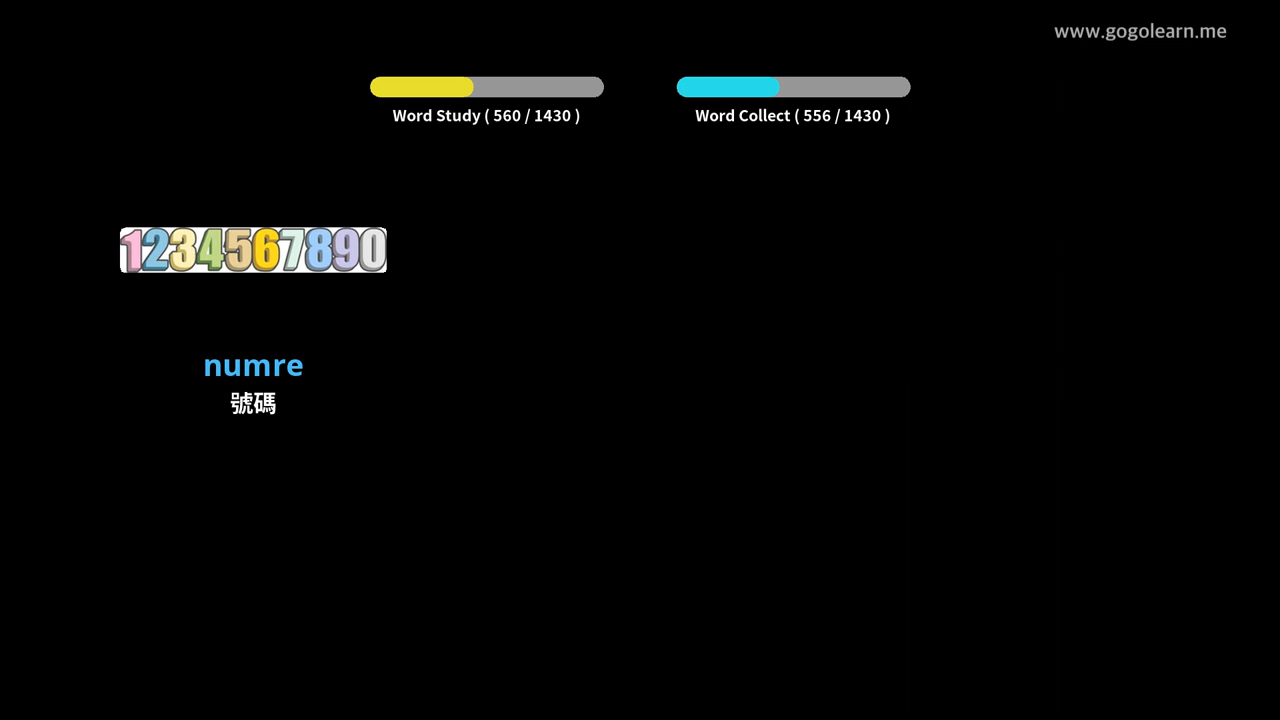 www.gogolearn.me
Word Study ( 560 / 1430 )
Word Collect ( 556 / 1430 )
1234567890
numre
號碼